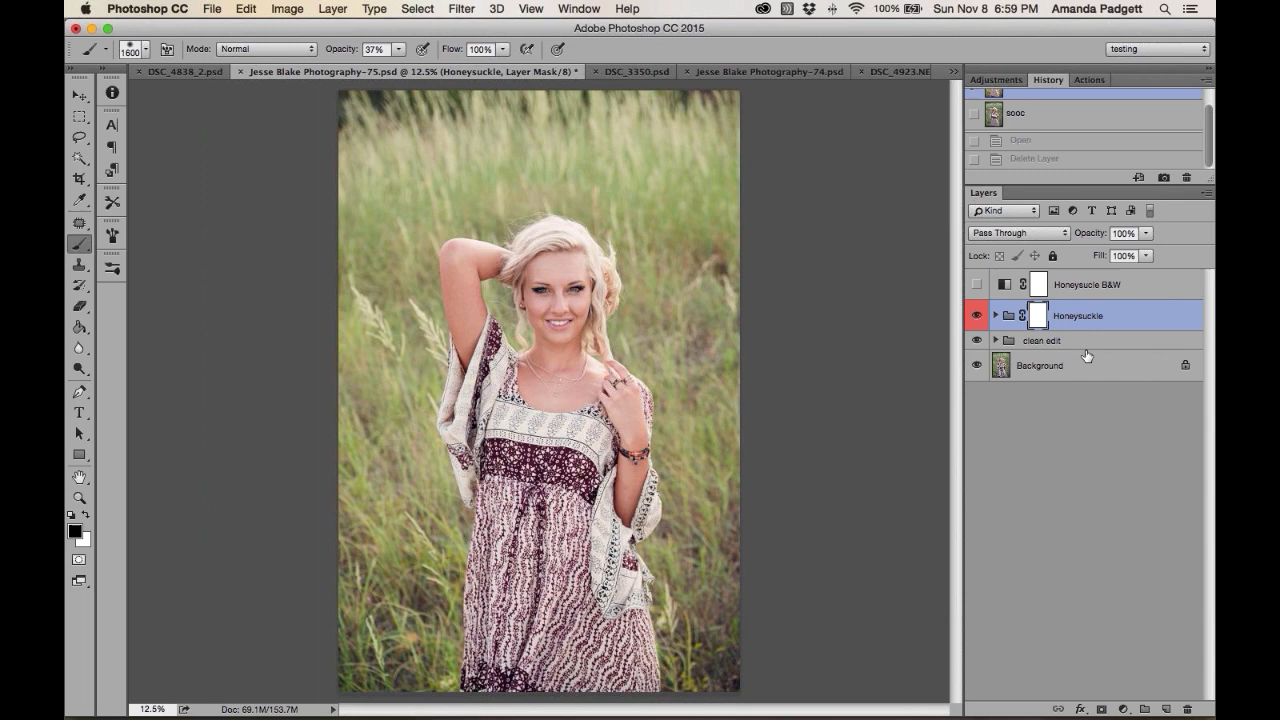 Photoshop CC File Edit Image Layer Type Select Filter 3D View Window Help 100% Sun Nov 8 6:59 PM Amanda Padgett
Adobe Photoshop CC 2015
1600 Mode: Normal Opacity: 37% Flow: 100% testing
× DSC_4838_2.psd × Jesse Blake Photography-75.psd @ 12.5% (Honeysuckle, Layer Mask/8) * × DSC_3350.psd × Jesse Blake Photography-74.psd × DSC_4923.NE
Adjustments History Actions
sooc
Open
Delete Layer
Layers
Kind
Pass Through Opacity: 100%
Lock: Fill: 100%
Honeysucle B&W
Honeysuckle
clean edit
Background
12.5% Doc: 69.1M/153.7M